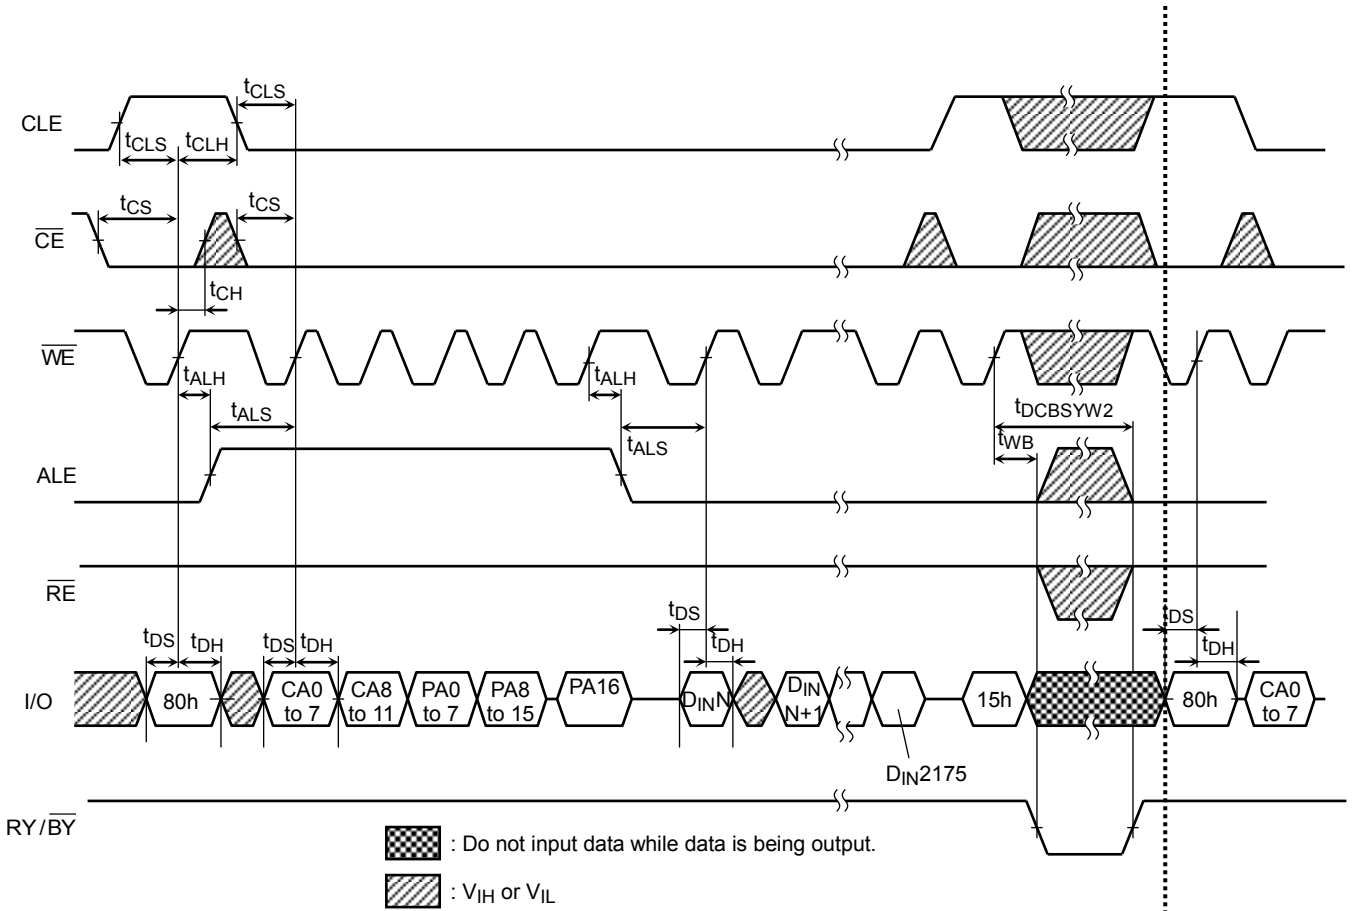 tCLS
CLE
tCLS
tCLH
tCS
tCS
CE
tCH
WE
tALH
tALH
tALS
tDCBSYW2
tALS
tWB
ALE
RE
tDS
tDH
tDS
tDH
tDS
tDH
tDS
tDH
I/O
80h
CA0
to 7
CA8
to 11
PA0
to 7
PA8
to 15
PA16
DINN
DIN
N+1
15h
80h
CA0
to 7
DIN2175
RY/BY
: Do not input data while data is being output.
: VIH or VIL